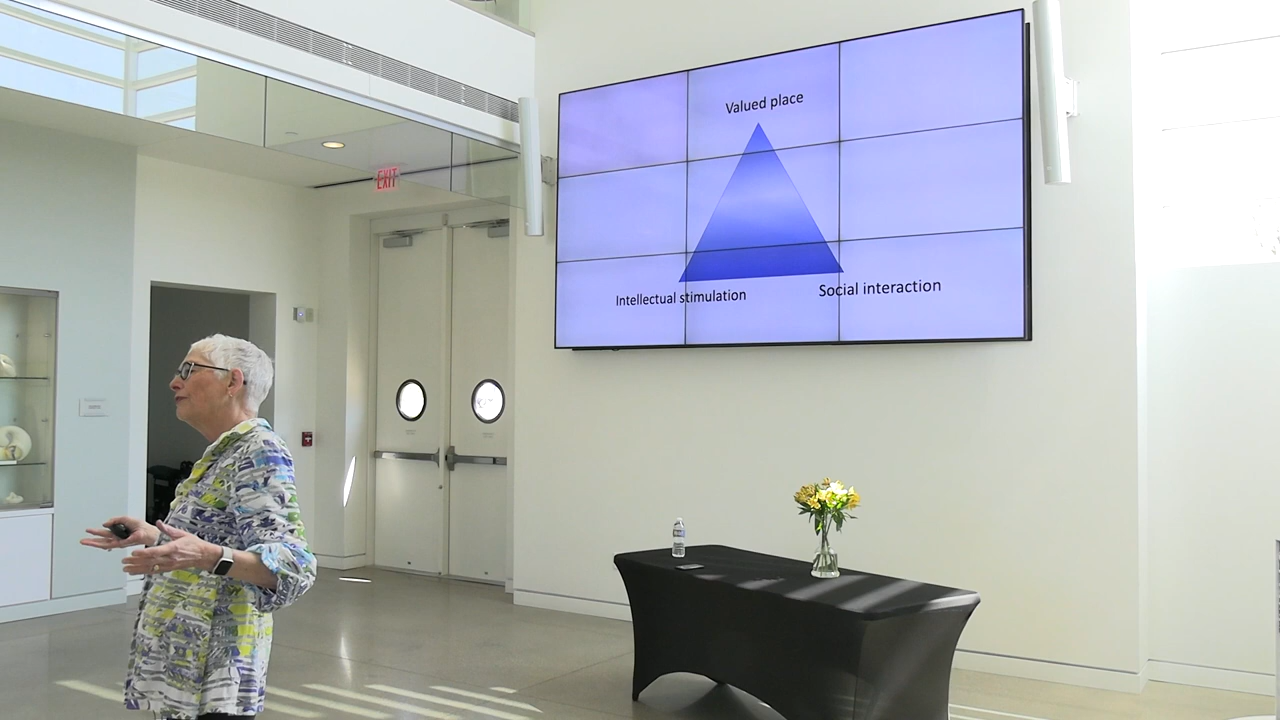 Valued place
Intellectual stimulation
Social interaction
EXIT